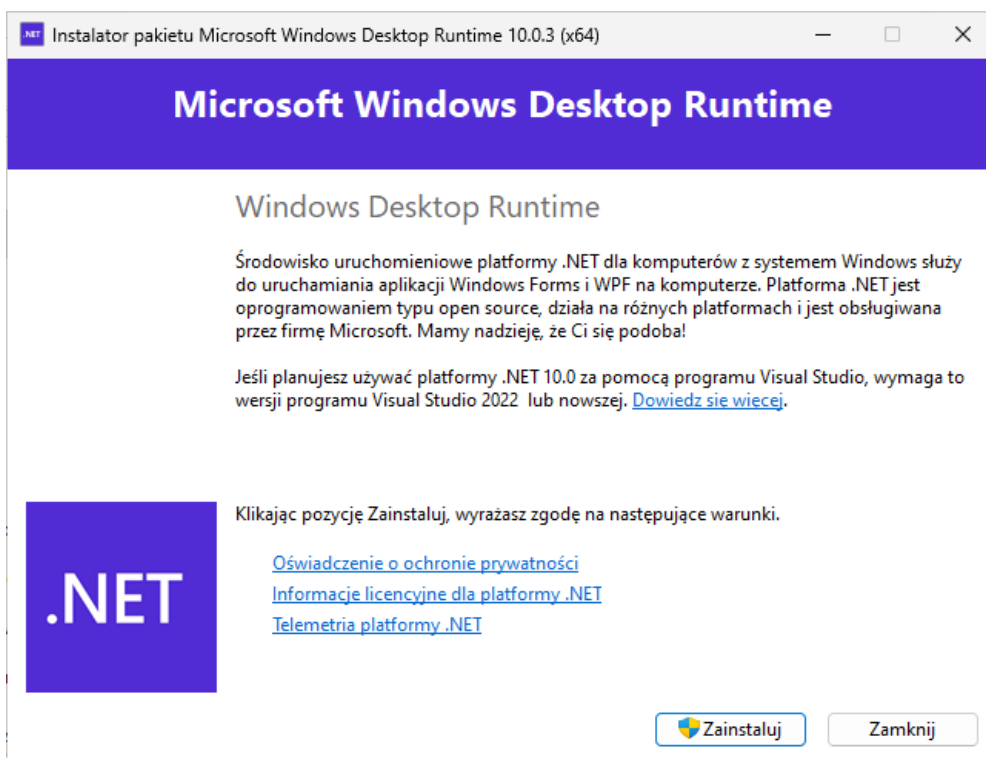 .NET Instalator pakietu Microsoft Windows Desktop Runtime 10.0.3 (x64)
Microsoft Windows Desktop Runtime
Windows Desktop Runtime
Środowisko uruchomieniowe platformy .NET dla komputerów z systemem Windows służy
do uruchamiania aplikacji Windows Forms i WPF na komputerze. Platforma .NET jest
oprogramowaniem typu open source, działa na różnych platformach i jest obsługiwana
przez firmę Microsoft. Mamy nadzieję, że Ci się podoba!
Jeśli planujesz używać platformy .NET 10.0 za pomocą programu Visual Studio, wymaga to
wersji programu Visual Studio 2022 lub nowszej. Dowiedz się więcej.
Klikając pozycję Zainstaluj, wyrażasz zgodę na następujące warunki.
Oświadczenie o ochronie prywatności
Informacje licencyjne dla platformy .NET
Telemetria platformy .NET
.NET
Zainstaluj
Zamknij